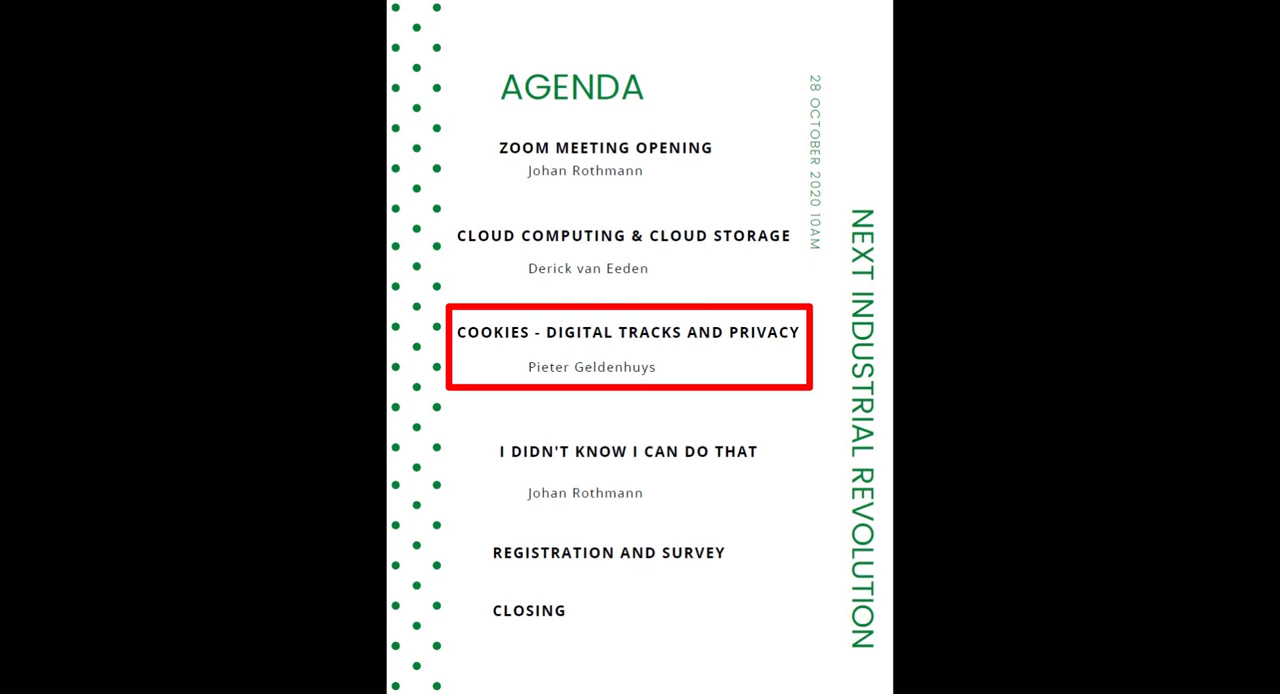 AGENDA
ZOOM MEETING OPENING
Johan Rothmann
CLOUD COMPUTING & CLOUD STORAGE
Derick van Eeden
COOKIES - DIGITAL TRACKS AND PRIVACY
Pieter Geldenhuys
I DIDN'T KNOW I CAN DO THAT
Johan Rothmann
REGISTRATION AND SURVEY
CLOSING
28 OCTOBER 2020 10AM
NEXT INDUSTRIAL REVOLUTION